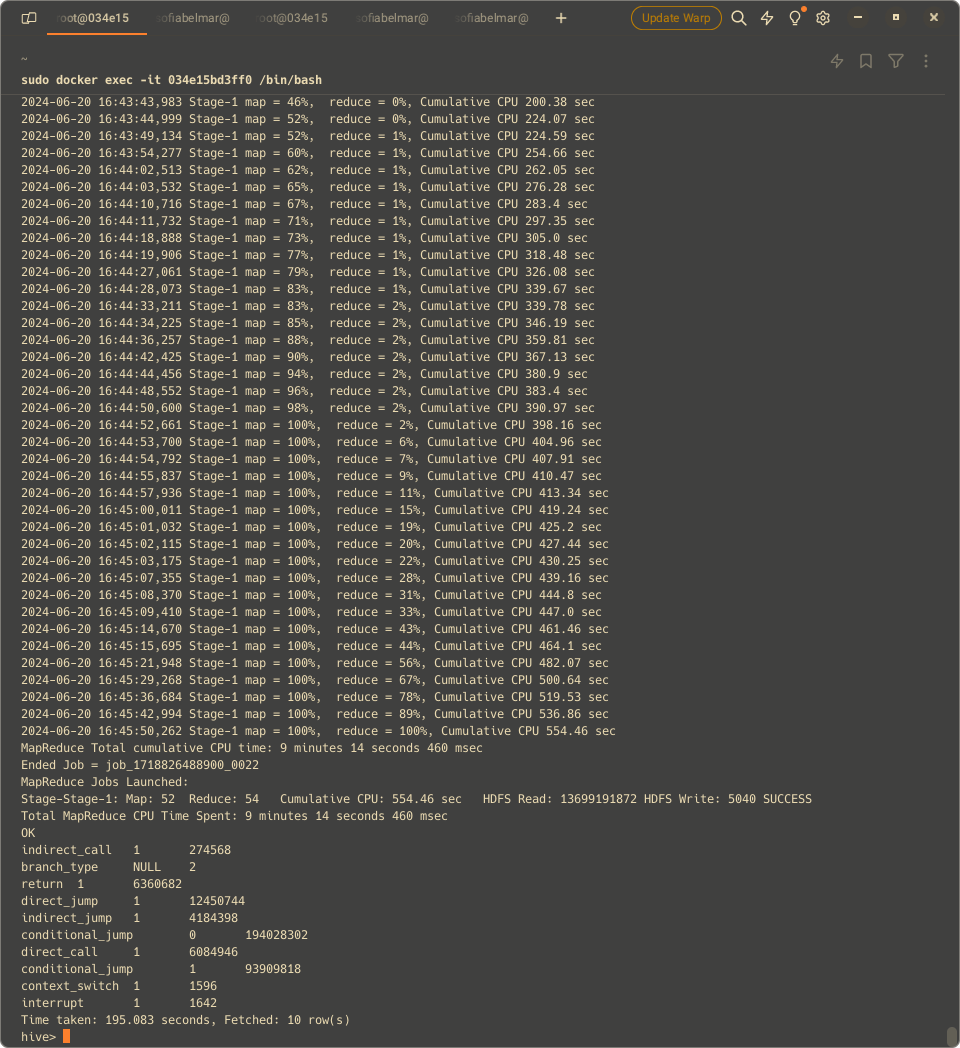 root@034e15 sofiabelmar@ root@034e15 sofiabelmar@ sofiabelmar@ + Update Warp
~
sudo docker exec -it 034e15bd3ff0 /bin/bash
2024-06-20 16:43:43,983 Stage-1 map = 46%,  reduce = 0%, Cumulative CPU 200.38 sec
2024-06-20 16:43:44,999 Stage-1 map = 52%,  reduce = 0%, Cumulative CPU 224.07 sec
2024-06-20 16:43:49,134 Stage-1 map = 52%,  reduce = 1%, Cumulative CPU 224.59 sec
2024-06-20 16:43:54,277 Stage-1 map = 60%,  reduce = 1%, Cumulative CPU 254.66 sec
2024-06-20 16:44:02,513 Stage-1 map = 62%,  reduce = 1%, Cumulative CPU 262.05 sec
2024-06-20 16:44:03,532 Stage-1 map = 65%,  reduce = 1%, Cumulative CPU 276.28 sec
2024-06-20 16:44:10,716 Stage-1 map = 67%,  reduce = 1%, Cumulative CPU 283.4 sec
2024-06-20 16:44:11,732 Stage-1 map = 71%,  reduce = 1%, Cumulative CPU 297.35 sec
2024-06-20 16:44:18,888 Stage-1 map = 73%,  reduce = 1%, Cumulative CPU 305.0 sec
2024-06-20 16:44:19,906 Stage-1 map = 77%,  reduce = 1%, Cumulative CPU 318.48 sec
2024-06-20 16:44:27,061 Stage-1 map = 79%,  reduce = 1%, Cumulative CPU 326.08 sec
2024-06-20 16:44:28,073 Stage-1 map = 83%,  reduce = 1%, Cumulative CPU 339.67 sec
2024-06-20 16:44:33,211 Stage-1 map = 83%,  reduce = 2%, Cumulative CPU 339.78 sec
2024-06-20 16:44:34,225 Stage-1 map = 85%,  reduce = 2%, Cumulative CPU 346.19 sec
2024-06-20 16:44:36,257 Stage-1 map = 88%,  reduce = 2%, Cumulative CPU 359.81 sec
2024-06-20 16:44:42,425 Stage-1 map = 90%,  reduce = 2%, Cumulative CPU 367.13 sec
2024-06-20 16:44:44,456 Stage-1 map = 94%,  reduce = 2%, Cumulative CPU 380.9 sec
2024-06-20 16:44:48,552 Stage-1 map = 96%,  reduce = 2%, Cumulative CPU 383.4 sec
2024-06-20 16:44:50,600 Stage-1 map = 98%,  reduce = 2%, Cumulative CPU 390.97 sec
2024-06-20 16:44:52,661 Stage-1 map = 100%,  reduce = 2%, Cumulative CPU 398.16 sec
2024-06-20 16:44:53,700 Stage-1 map = 100%,  reduce = 6%, Cumulative CPU 404.96 sec
2024-06-20 16:44:54,792 Stage-1 map = 100%,  reduce = 7%, Cumulative CPU 407.91 sec
2024-06-20 16:44:55,837 Stage-1 map = 100%,  reduce = 9%, Cumulative CPU 410.47 sec
2024-06-20 16:44:57,936 Stage-1 map = 100%,  reduce = 11%, Cumulative CPU 413.34 sec
2024-06-20 16:45:00,011 Stage-1 map = 100%,  reduce = 15%, Cumulative CPU 419.24 sec
2024-06-20 16:45:01,032 Stage-1 map = 100%,  reduce = 19%, Cumulative CPU 425.2 sec
2024-06-20 16:45:02,115 Stage-1 map = 100%,  reduce = 20%, Cumulative CPU 427.44 sec
2024-06-20 16:45:03,175 Stage-1 map = 100%,  reduce = 22%, Cumulative CPU 430.25 sec
2024-06-20 16:45:07,355 Stage-1 map = 100%,  reduce = 28%, Cumulative CPU 439.16 sec
2024-06-20 16:45:08,370 Stage-1 map = 100%,  reduce = 31%, Cumulative CPU 444.8 sec
2024-06-20 16:45:09,410 Stage-1 map = 100%,  reduce = 33%, Cumulative CPU 447.0 sec
2024-06-20 16:45:14,670 Stage-1 map = 100%,  reduce = 43%, Cumulative CPU 461.46 sec
2024-06-20 16:45:15,695 Stage-1 map = 100%,  reduce = 44%, Cumulative CPU 464.1 sec
2024-06-20 16:45:21,948 Stage-1 map = 100%,  reduce = 56%, Cumulative CPU 482.07 sec
2024-06-20 16:45:29,268 Stage-1 map = 100%,  reduce = 67%, Cumulative CPU 500.64 sec
2024-06-20 16:45:36,684 Stage-1 map = 100%,  reduce = 78%, Cumulative CPU 519.53 sec
2024-06-20 16:45:42,994 Stage-1 map = 100%,  reduce = 89%, Cumulative CPU 536.86 sec
2024-06-20 16:45:50,262 Stage-1 map = 100%,  reduce = 100%, Cumulative CPU 554.46 sec
MapReduce Total cumulative CPU time: 9 minutes 14 seconds 460 msec
Ended Job = job_1718826488900_0022
MapReduce Jobs Launched:
Stage-Stage-1: Map: 52  Reduce: 54   Cumulative CPU: 554.46 sec   HDFS Read: 13699191872 HDFS Write: 5040 SUCCESS
Total MapReduce CPU Time Spent: 9 minutes 14 seconds 460 msec
OK
indirect_call	1	274568
branch_type	NULL	2
return	1	6360682
direct_jump	1	12450744
indirect_jump	1	4184398
conditional_jump	0	194028302
direct_call	1	6084946
conditional_jump	1	93909818
context_switch	1	1596
interrupt	1	1642
Time taken: 195.083 seconds, Fetched: 10 row(s)
hive>